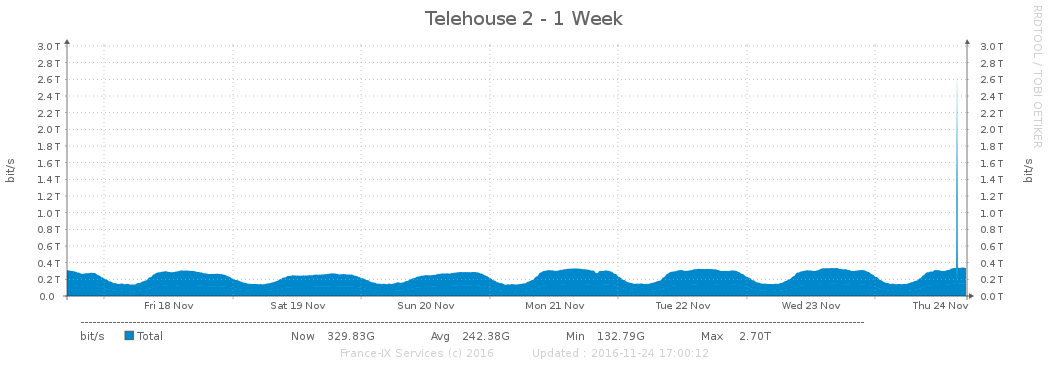 Telehouse 2 - 1 Week
RRDTOOL / TOBI OETIKER
3.0 T 3.0 T
2.8 T 2.8 T
2.6 T 2.6 T
2.4 T 2.4 T
2.2 T 2.2 T
2.0 T 2.0 T
1.8 T 1.8 T
1.6 T 1.6 T
1.4 T 1.4 T
1.2 T 1.2 T
1.0 T 1.0 T
0.8 T 0.8 T
0.6 T 0.6 T
0.4 T 0.4 T
0.2 T 0.2 T
0.0 0.0 T
bit/s
bit/s
Fri 18 Nov Sat 19 Nov Sun 20 Nov Mon 21 Nov Tue 22 Nov Wed 23 Nov Thu 24 Nov
bit/s Total Now 329.83G Avg 242.38G Min 132.79G Max 2.70T
France-IX Services (c) 2016 Updated : 2016-11-24 17:00:12